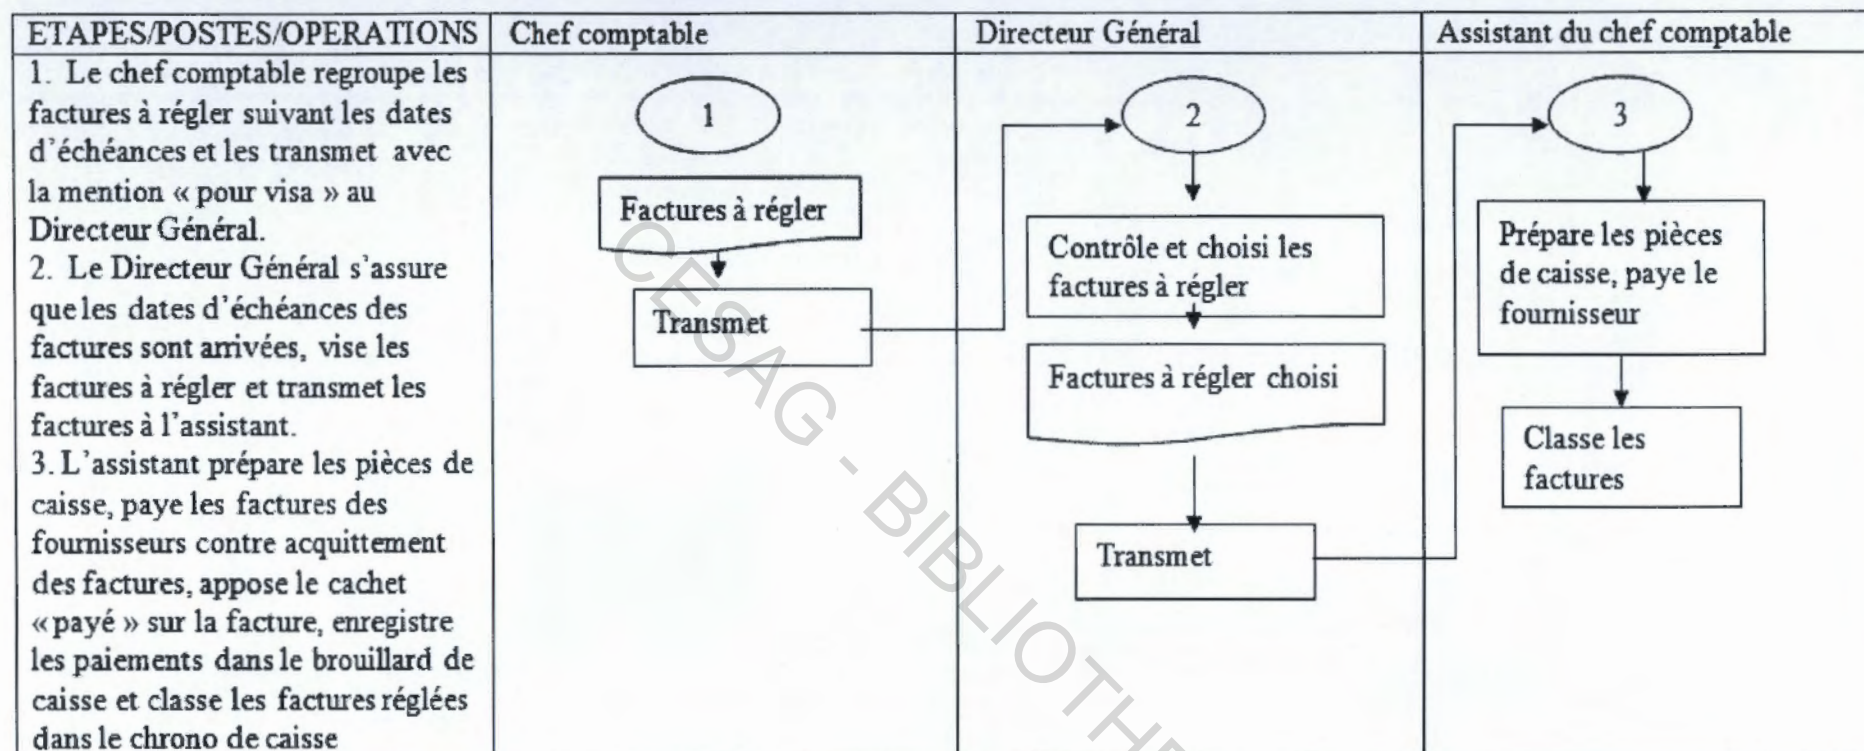 ETAPES/POSTES/OPERATIONS
1. Le chef comptable regroupe les
factures à régler suivant les dates
d'échéances et les transmet avec
la mention « pour visa » au
Directeur Général.
2. Le Directeur Général s'assure
que les dates d'échéances des
factures sont arrivées, vise les
factures à régler et transmet les
factures à l'assistant.
3. L'assistant prépare les pièces de
caisse, paye les factures des
fournisseurs contre acquittement
des factures, appose le cachet
« payé » sur la facture, enregistre
les paiements dans le brouillard de
caisse et classe les factures réglées
dans le chrono de caisse
Chef comptable
1
Factures à régler
Transmet
Directeur Général
2
Contrôle et choisi les
factures à régler
Factures à régler choisi
Transmet
Assistant du chef comptable
3
Prépare les pièces
de caisse, paye le
fournisseur
Classe les
factures
CESAG - BIBLIOTHE